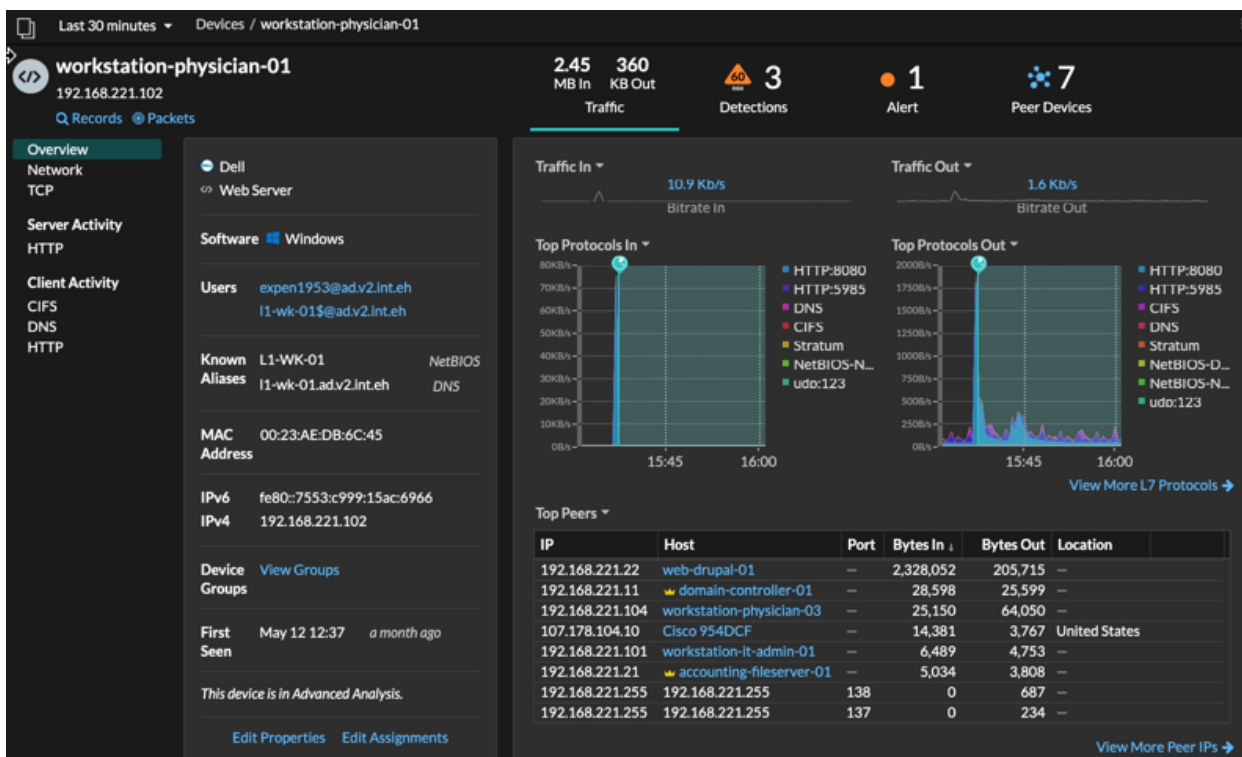 Last 30 minutes Devices / workstation-physician-01
workstation-physician-01
192.168.221.102
Records Packets
2.45 MB In 360 KB Out
Traffic
60 RISK 3
Detections
1
Alert
7
Peer Devices
Overview
Network
TCP
Server Activity
HTTP
Client Activity
CIFS
DNS
HTTP
Dell
Web Server
Software Windows
Users expen1953@ad.v2.int.eh
l1-wk-01$@ad.v2.int.eh
Known Aliases L1-WK-01 NetBIOS
l1-wk-01.ad.v2.int.eh DNS
MAC Address 00:23:AE:DB:6C:45
IPv6 fe80::7553:c999:15ac:6966
IPv4 192.168.221.102
Device Groups View Groups
First Seen May 12 12:37 a month ago
This device is in Advanced Analysis.
Edit Properties Edit Assignments
Traffic In
10.9 Kb/s
Bitrate In
Traffic Out
1.6 Kb/s
Bitrate Out
Top Protocols In
80KB/s
70KB/s
60KB/s
50KB/s
40KB/s
30KB/s
20KB/s
10KB/s
0B/s
15:45 16:00
HTTP:8080
HTTP:5985
DNS
CIFS
Stratum
NetBIOS-N...
udp:123
Top Protocols Out
2000B/s
1750B/s
1500B/s
1250B/s
1000B/s
750B/s
500B/s
250B/s
0B/s
15:45 16:00
HTTP:8080
HTTP:5985
CIFS
DNS
Stratum
NetBIOS-D...
NetBIOS-N...
udp:123
View More L7 Protocols
Top Peers
IP Host Port Bytes In ↓ Bytes Out Location
192.168.221.22 web-drupal-01 — 2,328,052 205,715 —
192.168.221.11 domain-controller-01 — 28,598 25,599 —
192.168.221.104 workstation-physician-03 — 25,150 64,050 —
107.178.104.10 Cisco 954DCF — 14,381 3,767 United States
192.168.221.101 workstation-it-admin-01 — 6,489 4,753 —
192.168.221.21 accounting-fileserver-01 — 5,034 3,808 —
192.168.221.255 192.168.221.255 138 0 687 —
192.168.221.255 192.168.221.255 137 0 234 —
View More Peer IPs